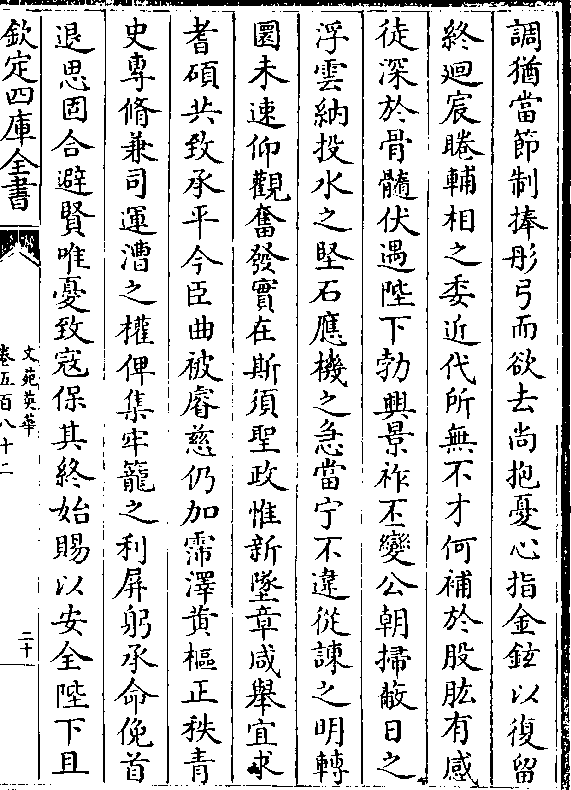 調猶當節制捧彤弓而欲去尚抱憂心指金鉉以復留
終迴宸睠輔相之委近代所無不才何補於股肱有感
徒深於骨髓伏遇陛下勃興景祚丕變公朝掃蔽日之
浮雲納投水之堅石應機之急當宁不違從諫之明轉
圜未速仰觀奮發實在斯須聖政惟新墜章咸舉宜求
耆碩共致承平今臣曲被睿慈仍加霈澤黄樞正秩青
史專脩兼司運漕之權俾集牢籠之利屏躬承命俛首
退思固合避賢唯憂致寇保其終始賜以安全陛下且
欽定四庫全書
文苑英華
卷五百八十二
二十